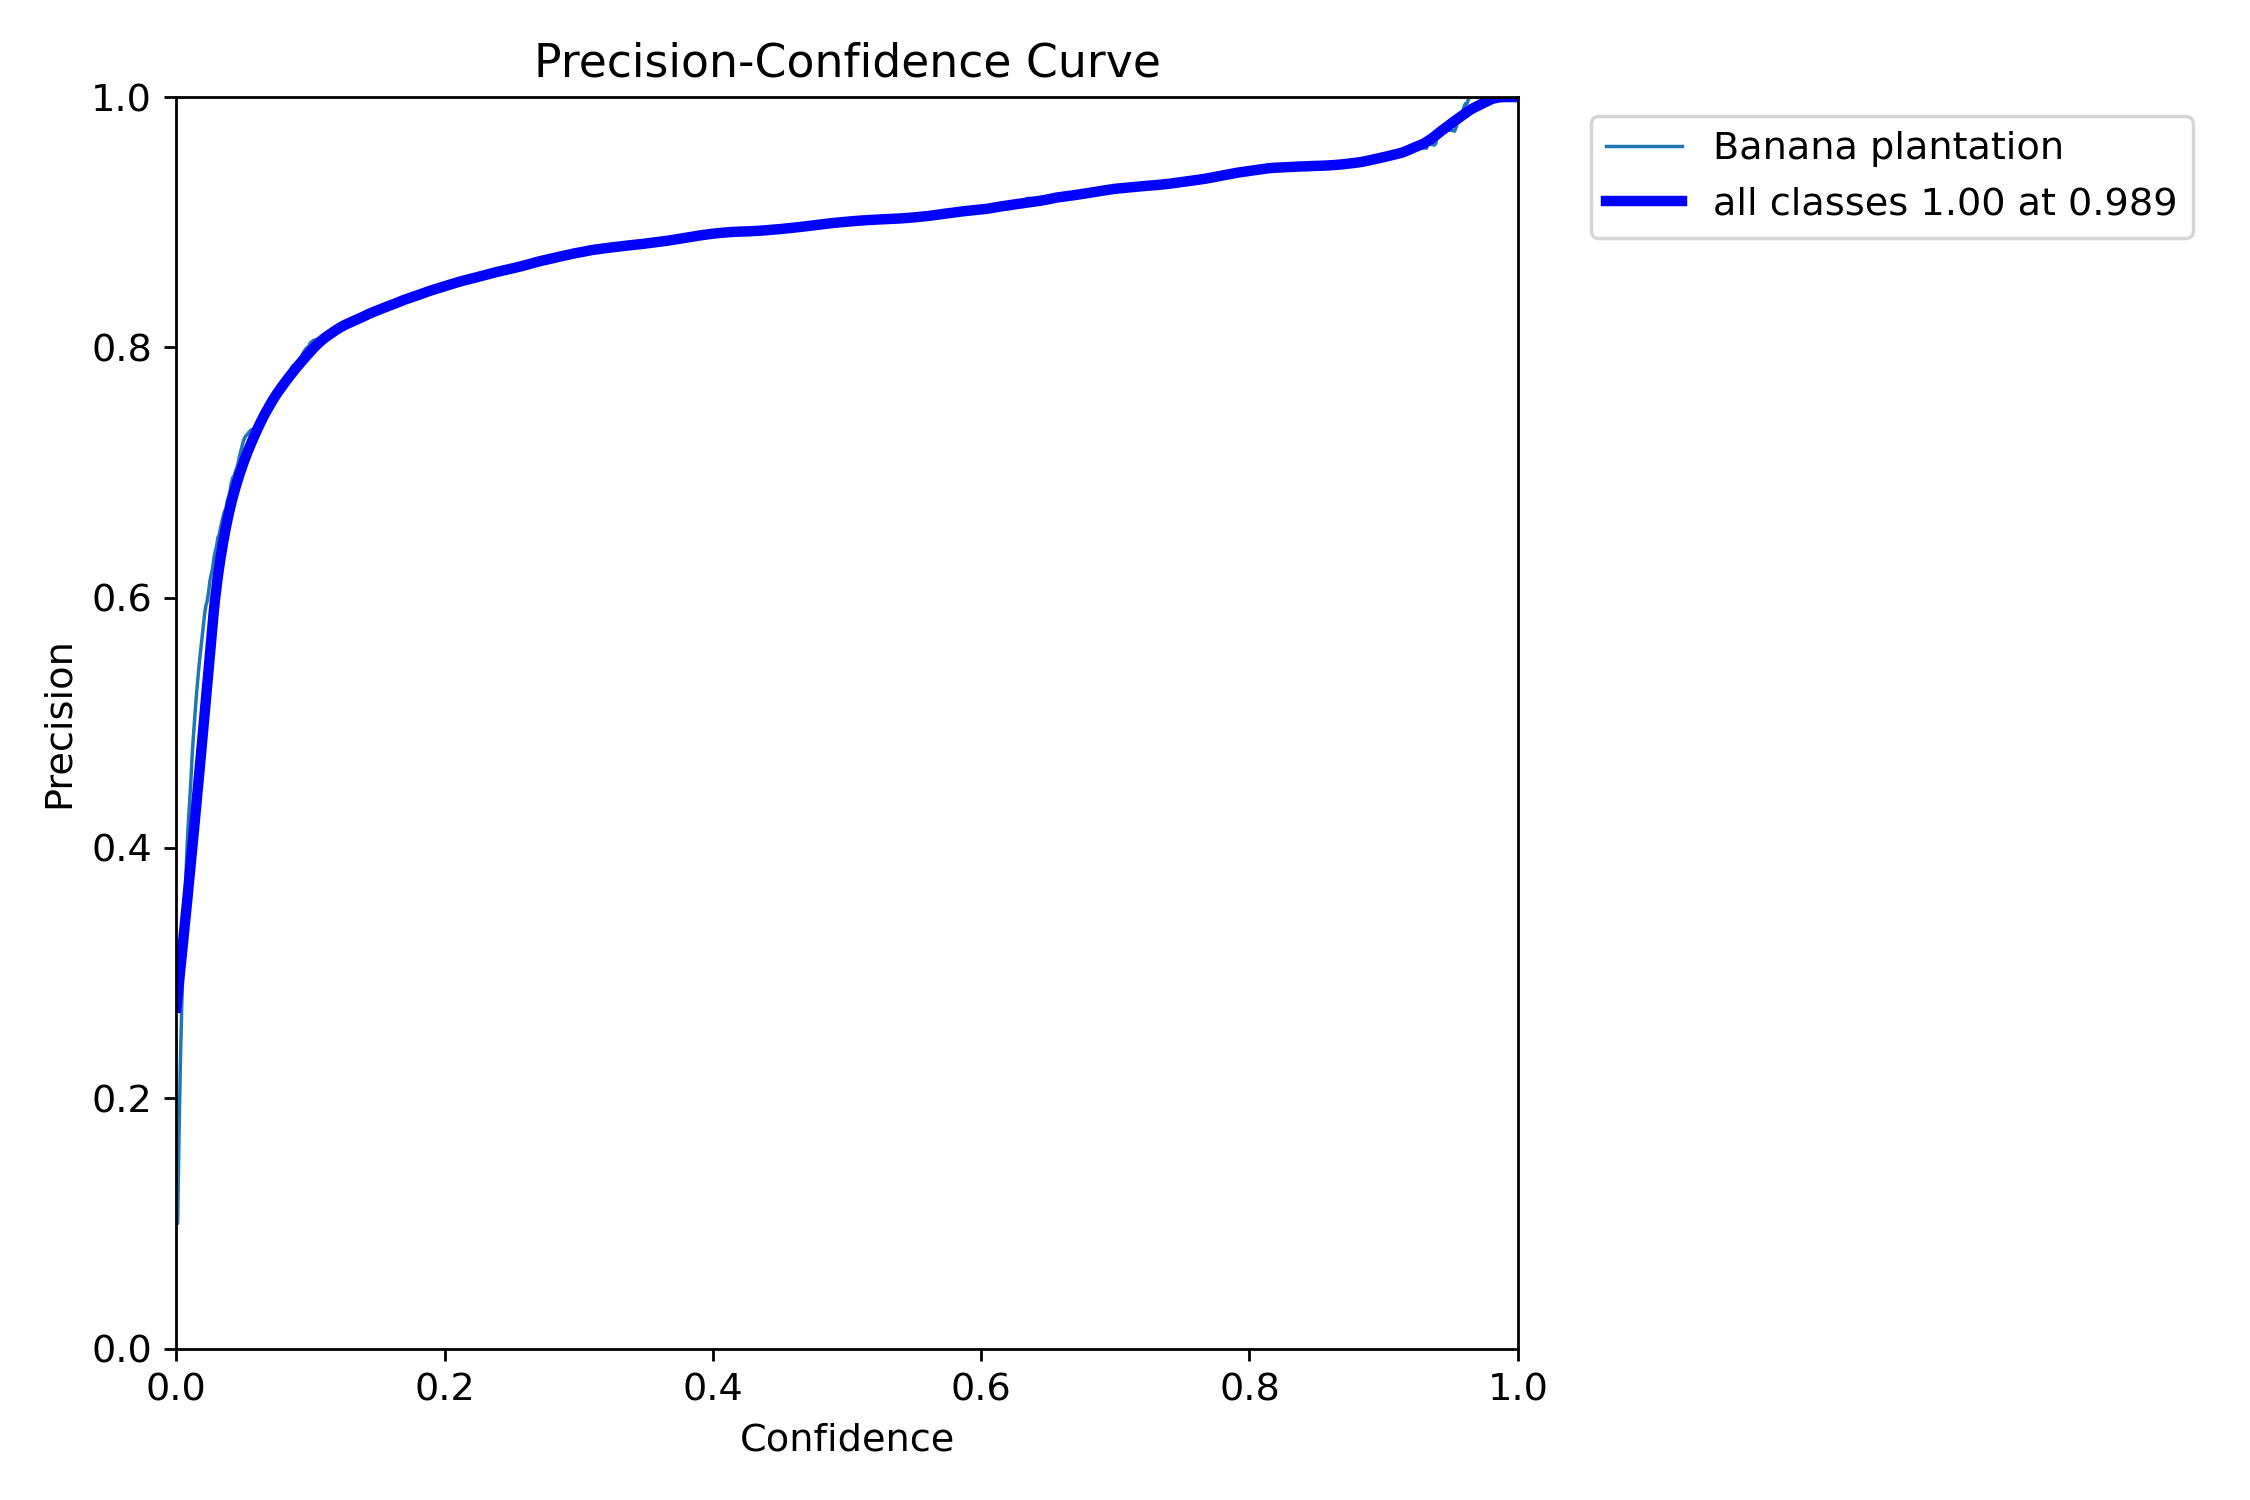 Precision-Confidence Curve
1.0
0.8
0.6
0.4
0.2
0.0
Precision
0.0 0.2 0.4 0.6 0.8 1.0
Confidence
Banana plantation
all classes 1.00 at 0.989